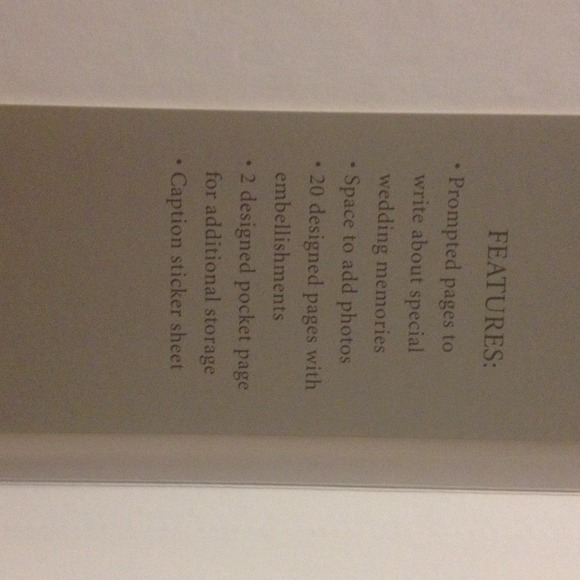 FEATURES:
• Prompted pages to
write about special
wedding memories
• Space to add photos
• 20 designed pages with
embellishments
• 2 designed pocket page
for additional storage
• Caption sticker sheet